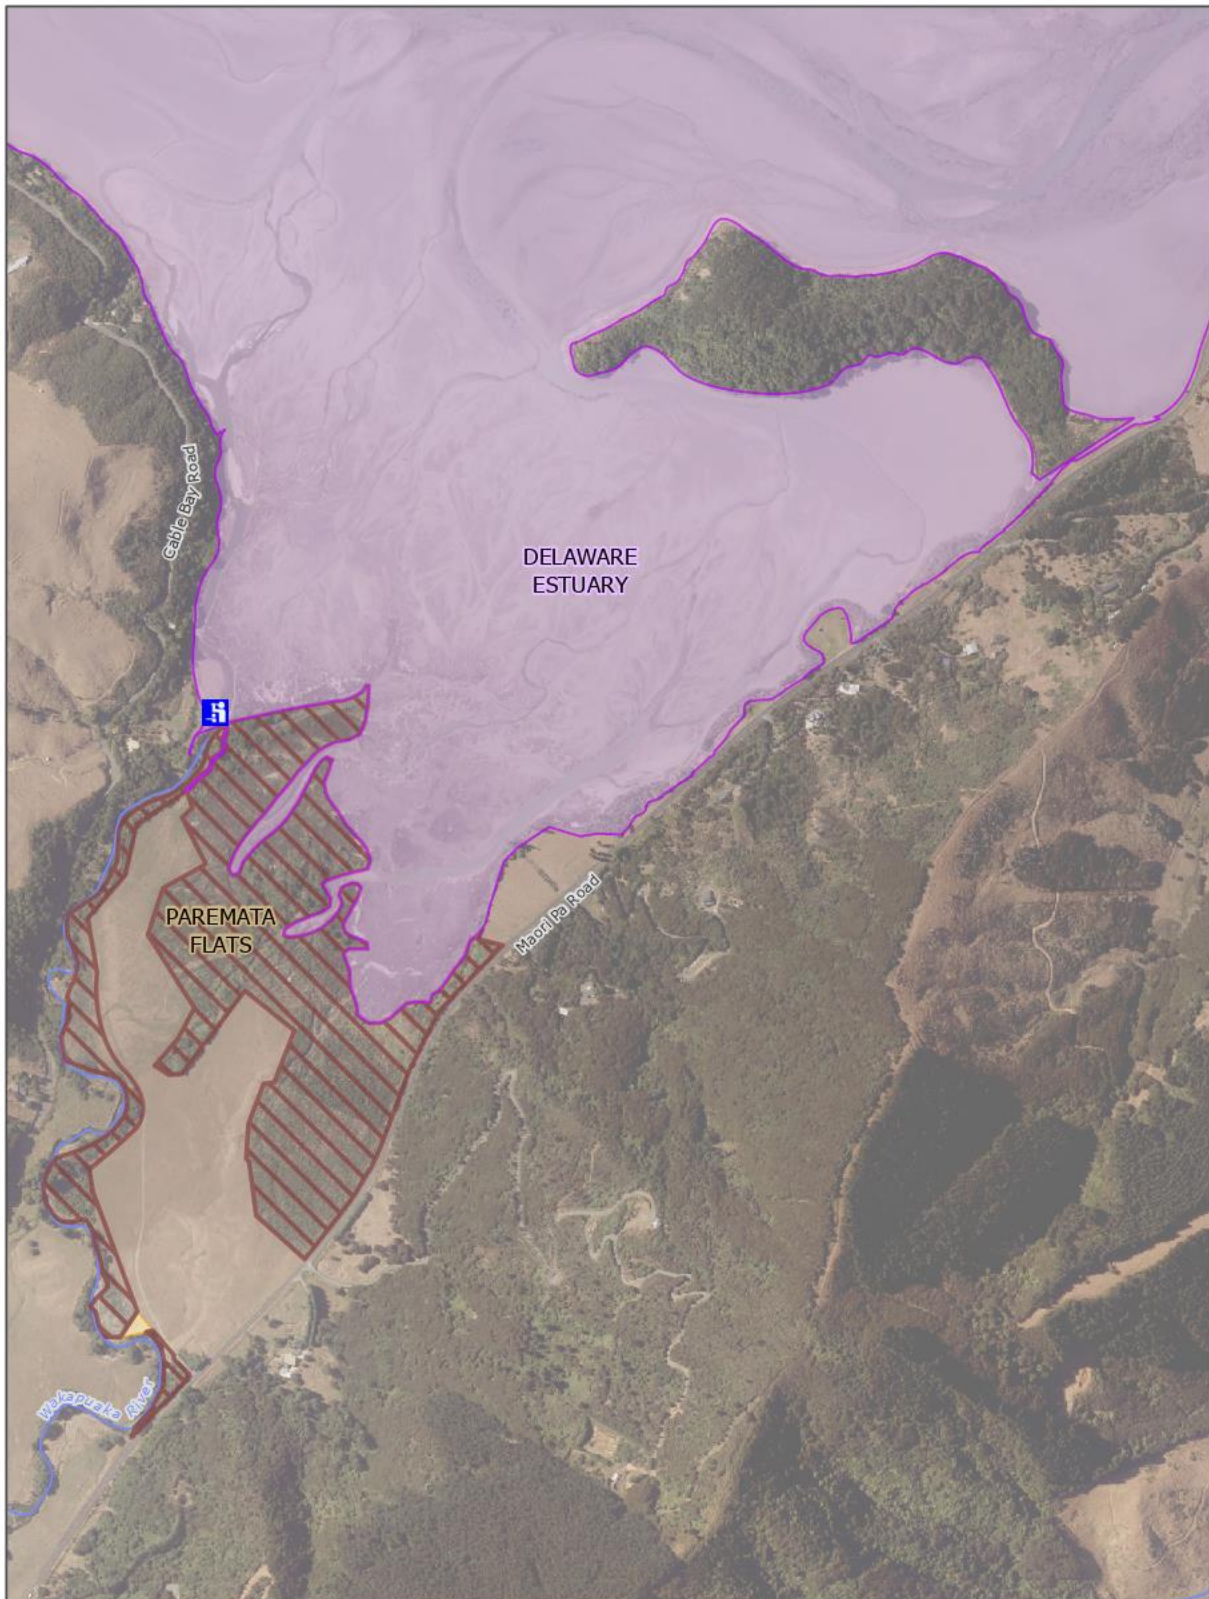 Cable Bay Road
DELAWARE
ESTUARY
Maori Pa Road
PAREMATA
FLATS
Wakapuaka River